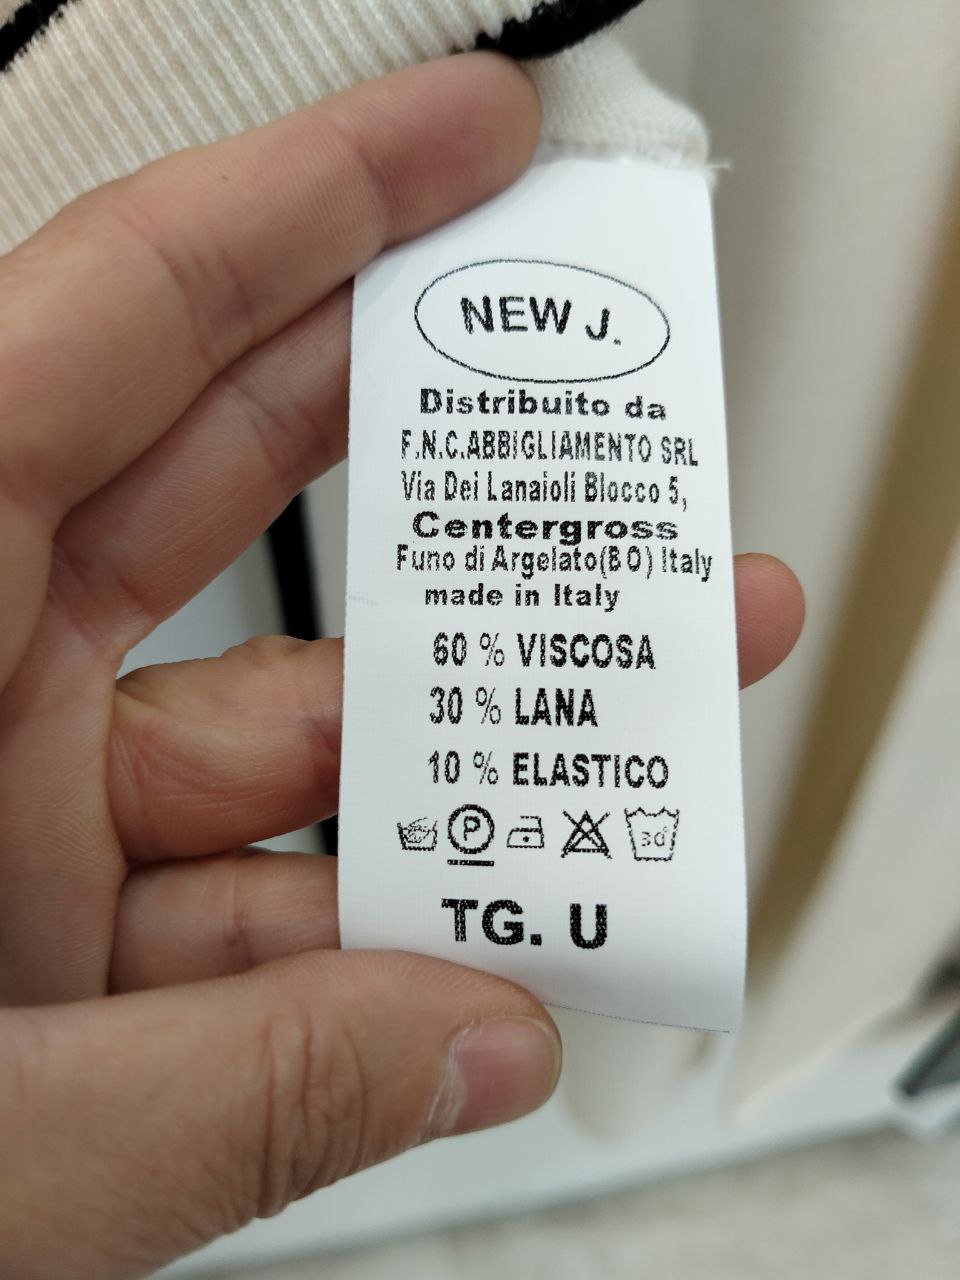 NEW J.
Distribuito da
F.N.C.ABBIGLIAMENTO SRL
Via Dei Lanaioli Blocco 5,
Centergross
Funo di Argelato(BO) Italy
made in Italy
60 % VISCOSA
30 % LANA
10 % ELASTICO
P 30°
TG. U